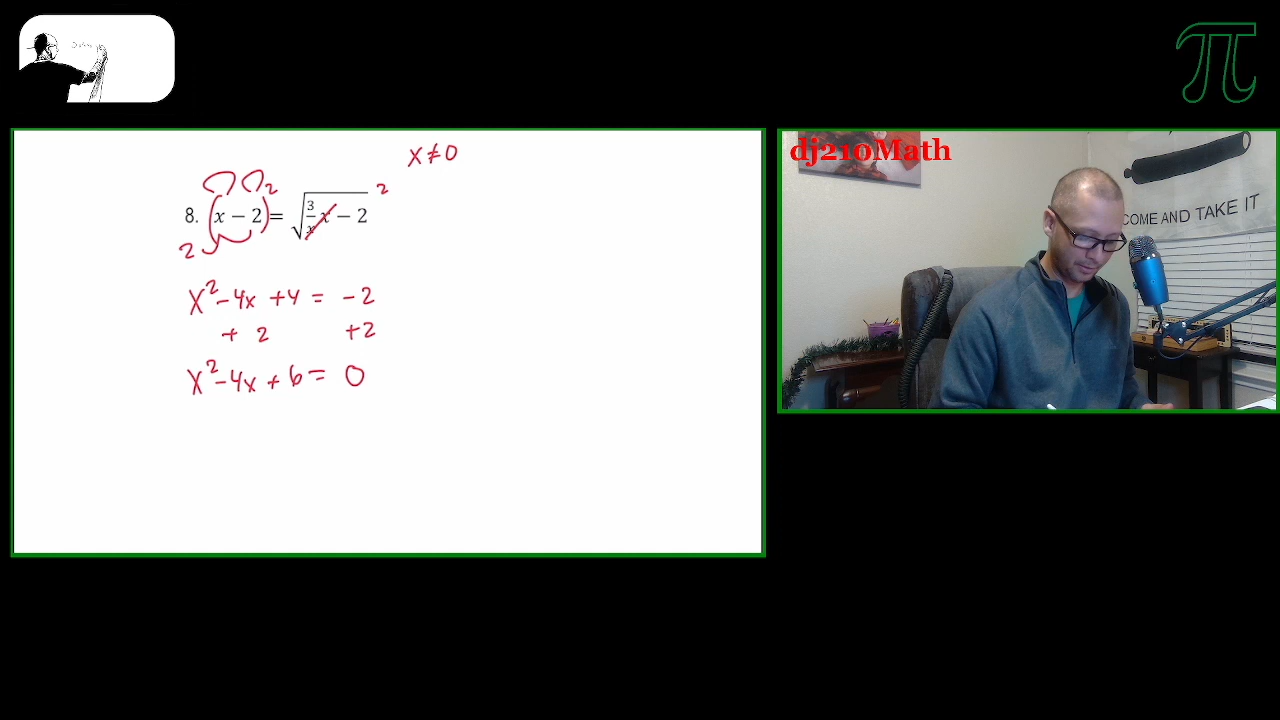 π
dj210Math
COME AND TAKE IT
x ≠ 0
8. (x − 2)² = √(3/x x − 2) ²
2
x² − 4x + 4 = −2
+ 2 +2
x² − 4x + 6 = 0